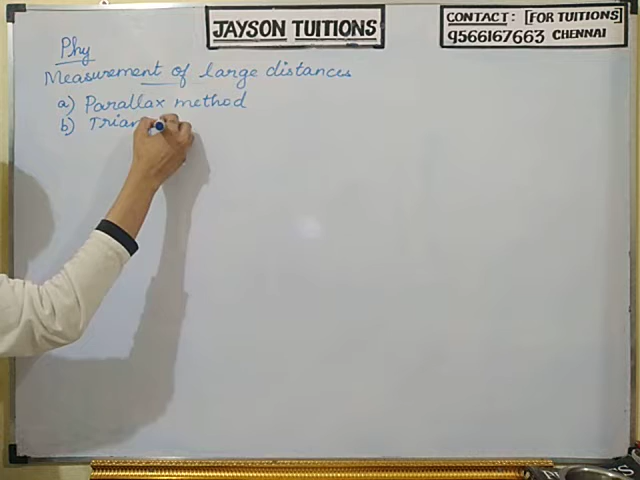 JAYSON TUITIONS
CONTACT: [FOR TUITIONS]
9566167663 CHENNAI
Phy
Measurement of large distances
a) Parallax method
b) Trian